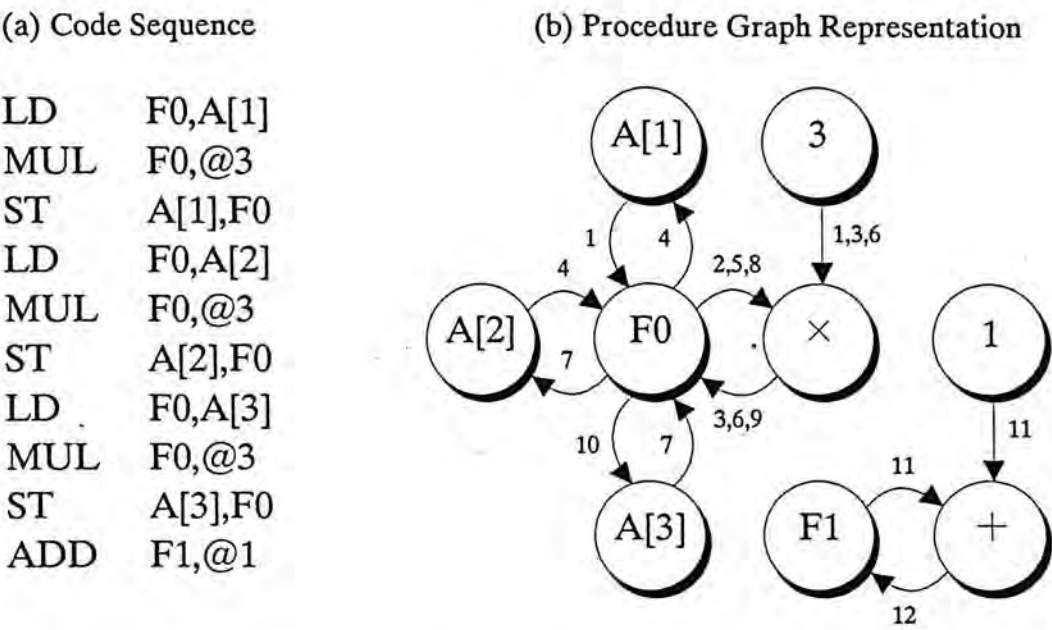 (a) Code Sequence
(b) Procedure Graph Representation
LD F0,A[1]
MUL F0,@3
ST A[1],F0
LD F0,A[2]
MUL F0,@3
ST A[2],F0
LD F0,A[3]
MUL F0,@3
ST A[3],F0
ADD F1,@1
A[1]
3
1
4
1,3,6
4
2,5,8
A[2]
F0
×
1
7
3,6,9
11
10
7
11
A[3]
F1
+
12